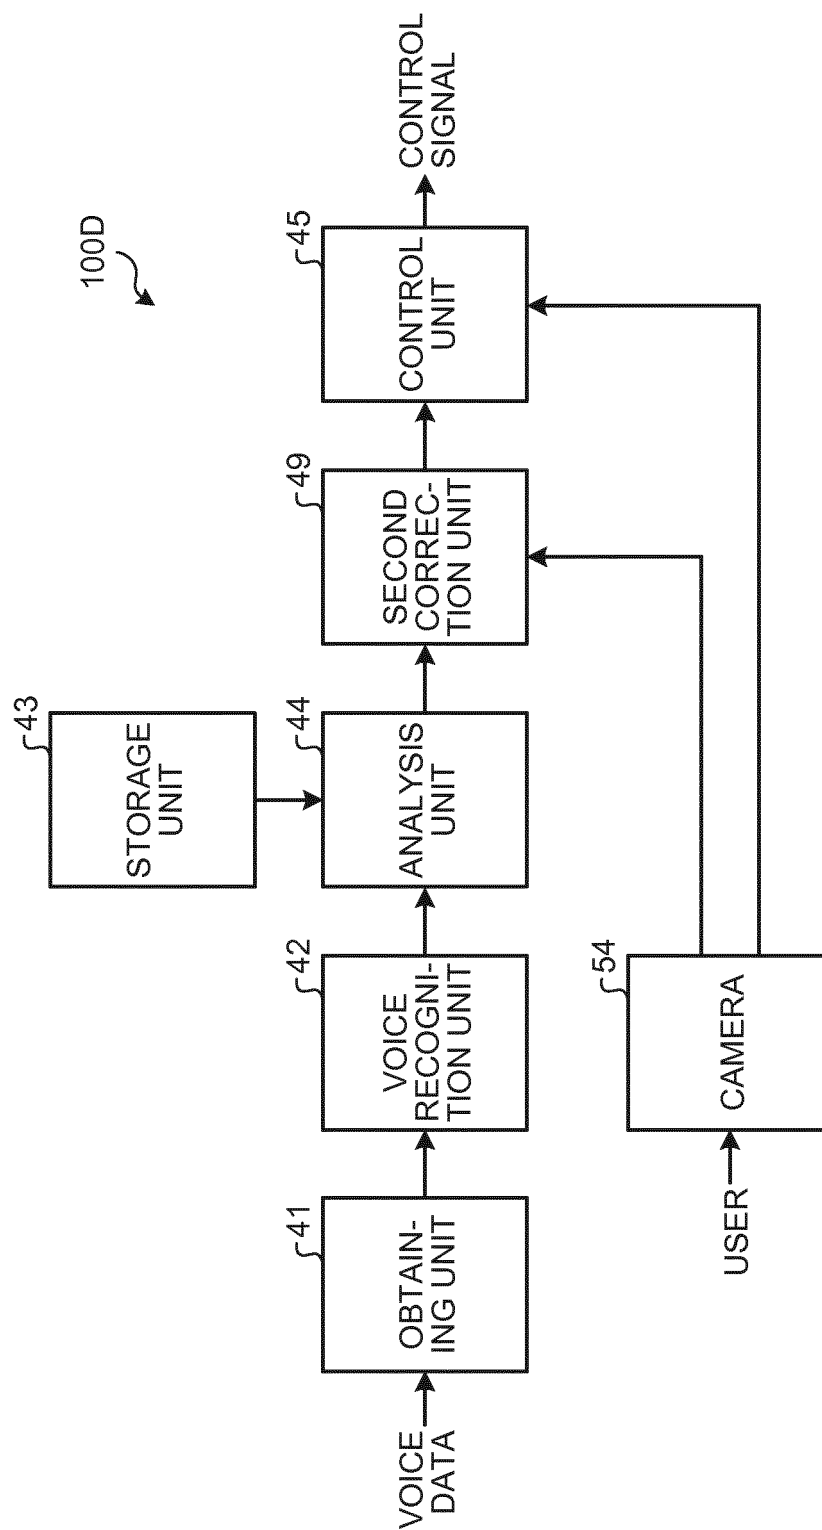 100D
43
STORAGE
UNIT
VOICE
DATA
41
OBTAIN-
ING UNIT
42
VOICE
RECOGNI-
TION UNIT
44
ANALYSIS
UNIT
49
SECOND
CORREC-
TION UNIT
45
CONTROL
UNIT
CONTROL
SIGNAL
USER
54
CAMERA